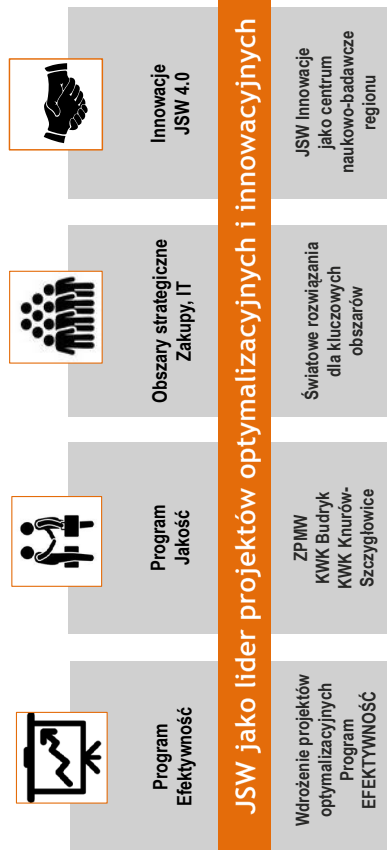 Program
Efektywność
Program
Jakość
Obszary strategiczne
Zakupy, IT
Innowacje
JSW 4.0
JSW jako lider projektów optymalizacyjnych i innowacyjnych
Wdrożenie projektów
optymalizacyjnych
Program
EFEKTYWNOŚĆ
ZPMW
KWK Budryk
KWK Knurów-
Szczygłowice
Światowe rozwiązania
dla kluczowych
obszarów
JSW Innowacje
jako centrum
naukowo-badawcze
regionu